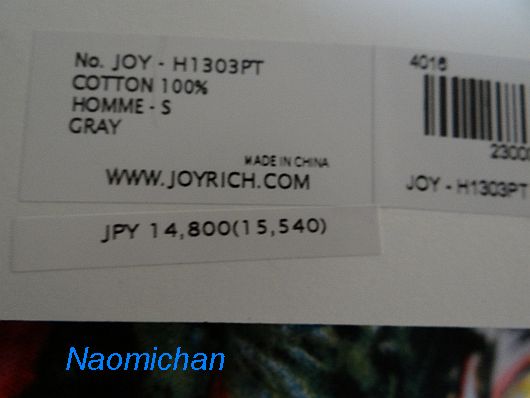 No. JOY - H1303PT
COTTON 100%
HOMME - S
GRAY
MADE IN CHINA
WWW.JOYRICH.COM
JPY 14,800(15,540)
4016
2300
JOY - H1303PT
Naomichan